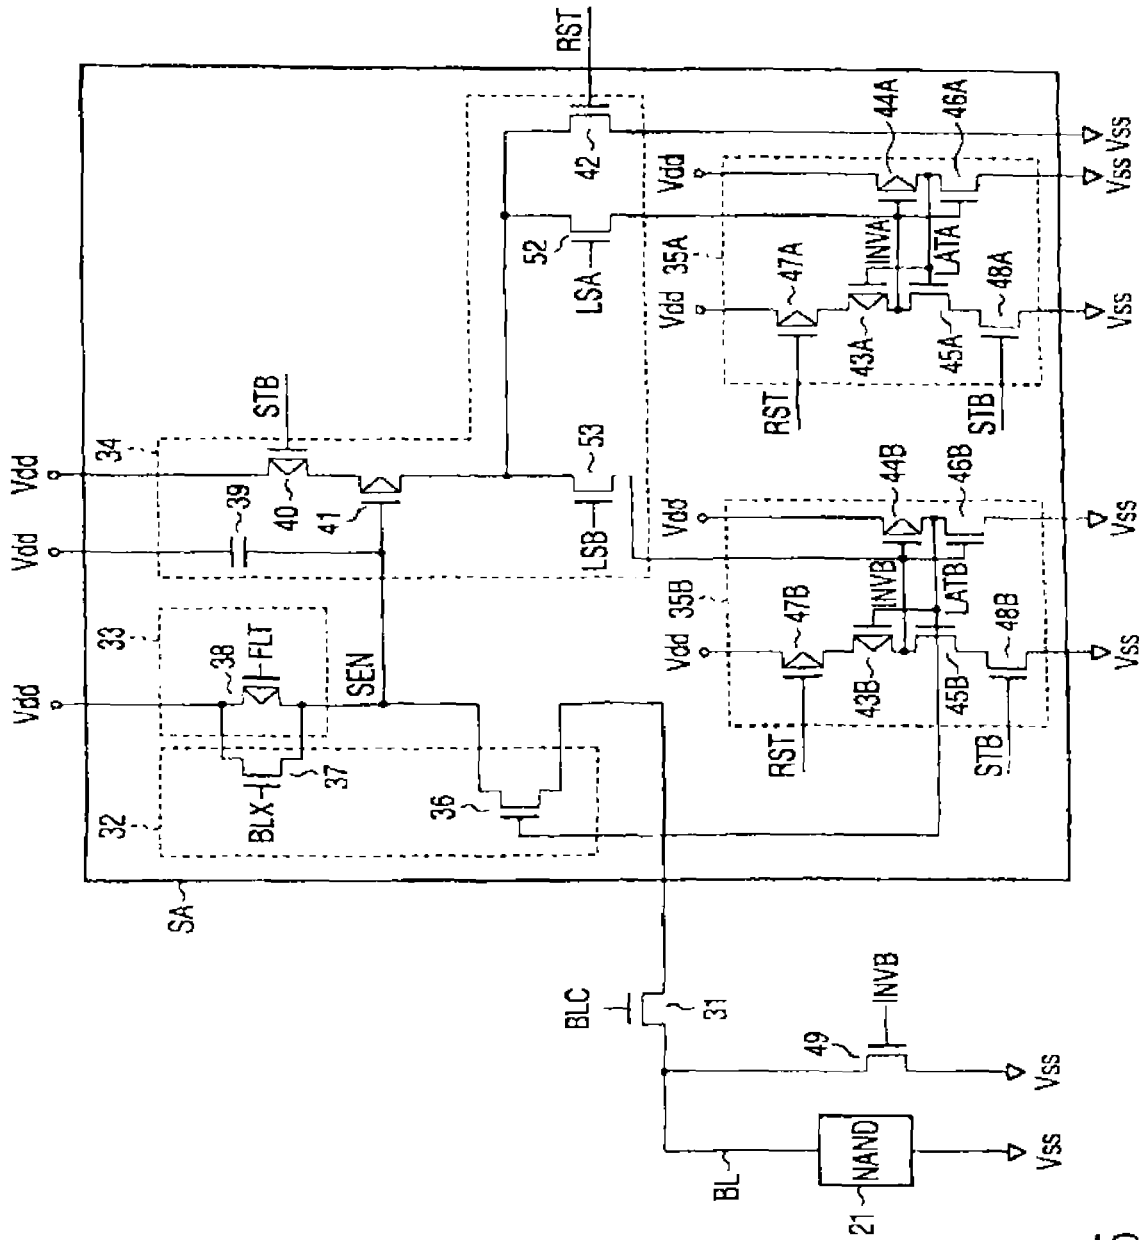 RST
Vdd
Vdd
Vdd
34
39
STB
40
41
33
38
FLT
SEN
32
BLX
37
36
SA
42
52
LSA
53
LSB
Vdd
Vdd
35A
47A
44A
INVA
43A
LATA
46A
45A
48A
RST
STB
Vss
Vss
Vss
Vdd
Vdd
35B
47B
44B
INVB
43B
LATB
46B
45B
48B
RST
STB
Vss
Vss
BLC
31
49
INVB
BL
NAND
21
Vss
Vss
5